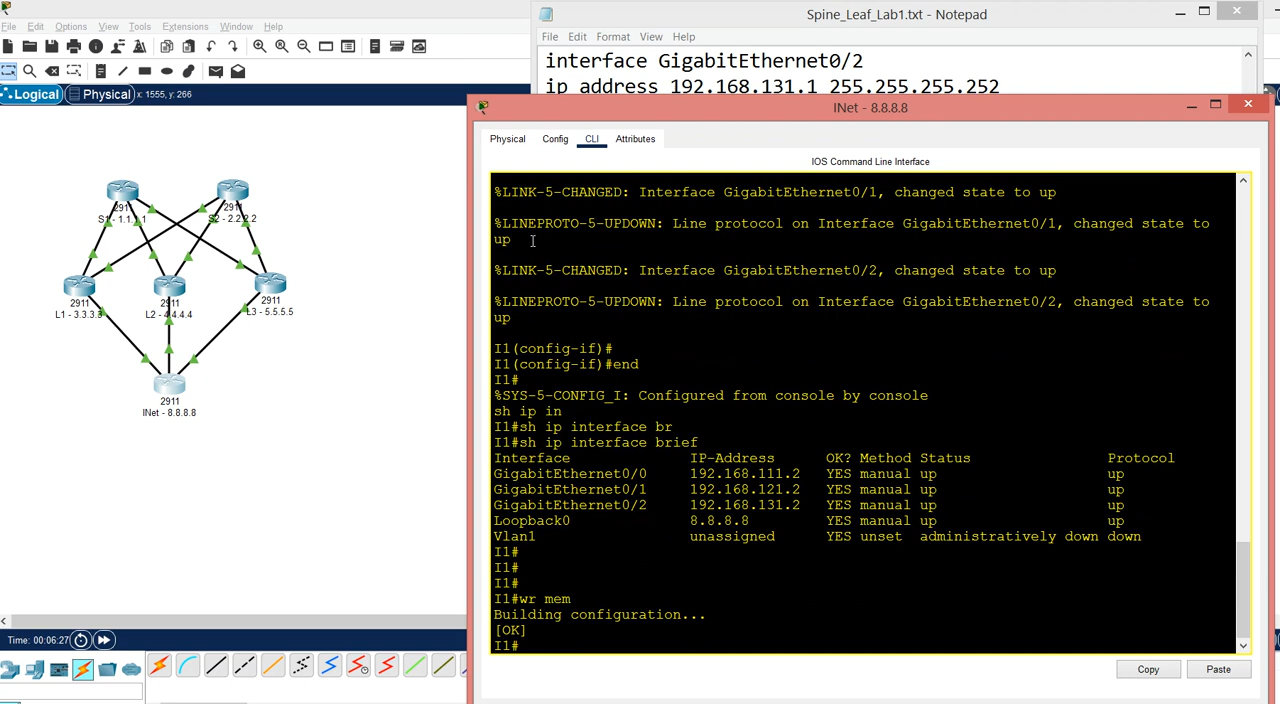 File Edit Options View Tools Extensions Window Help
Logical Physical x: 1555, y: 266
2911
S1 - 1.1.1.1
2911
S2 - 2.2.2.2
2911
L1 - 3.3.3.3
2911
L2 - 4.4.4.4
2911
L3 - 5.5.5.5
2911
INet - 8.8.8.8
Time: 00:06:27
Spine_Leaf_Lab1.txt - Notepad
File Edit Format View Help
interface GigabitEthernet0/2
ip address 192.168.131.1 255.255.255.252
INet - 8.8.8.8
Physical Config CLI Attributes
IOS Command Line Interface
%LINK-5-CHANGED: Interface GigabitEthernet0/1, changed state to up
%LINEPROTO-5-UPDOWN: Line protocol on Interface GigabitEthernet0/1, changed state to
up
%LINK-5-CHANGED: Interface GigabitEthernet0/2, changed state to up
%LINEPROTO-5-UPDOWN: Line protocol on Interface GigabitEthernet0/2, changed state to
up
I1(config-if)#
I1(config-if)#end
I1#
%SYS-5-CONFIG_I: Configured from console by console
sh ip in
I1#sh ip interface br
I1#sh ip interface brief
Interface IP-Address OK? Method Status Protocol
GigabitEthernet0/0 192.168.111.2 YES manual up up
GigabitEthernet0/1 192.168.121.2 YES manual up up
GigabitEthernet0/2 192.168.131.2 YES manual up up
Loopback0 8.8.8.8 YES manual up up
Vlan1 unassigned YES unset administratively down down
I1#
I1#
I1#
I1#wr mem
Building configuration...
[OK]
I1#
Copy Paste